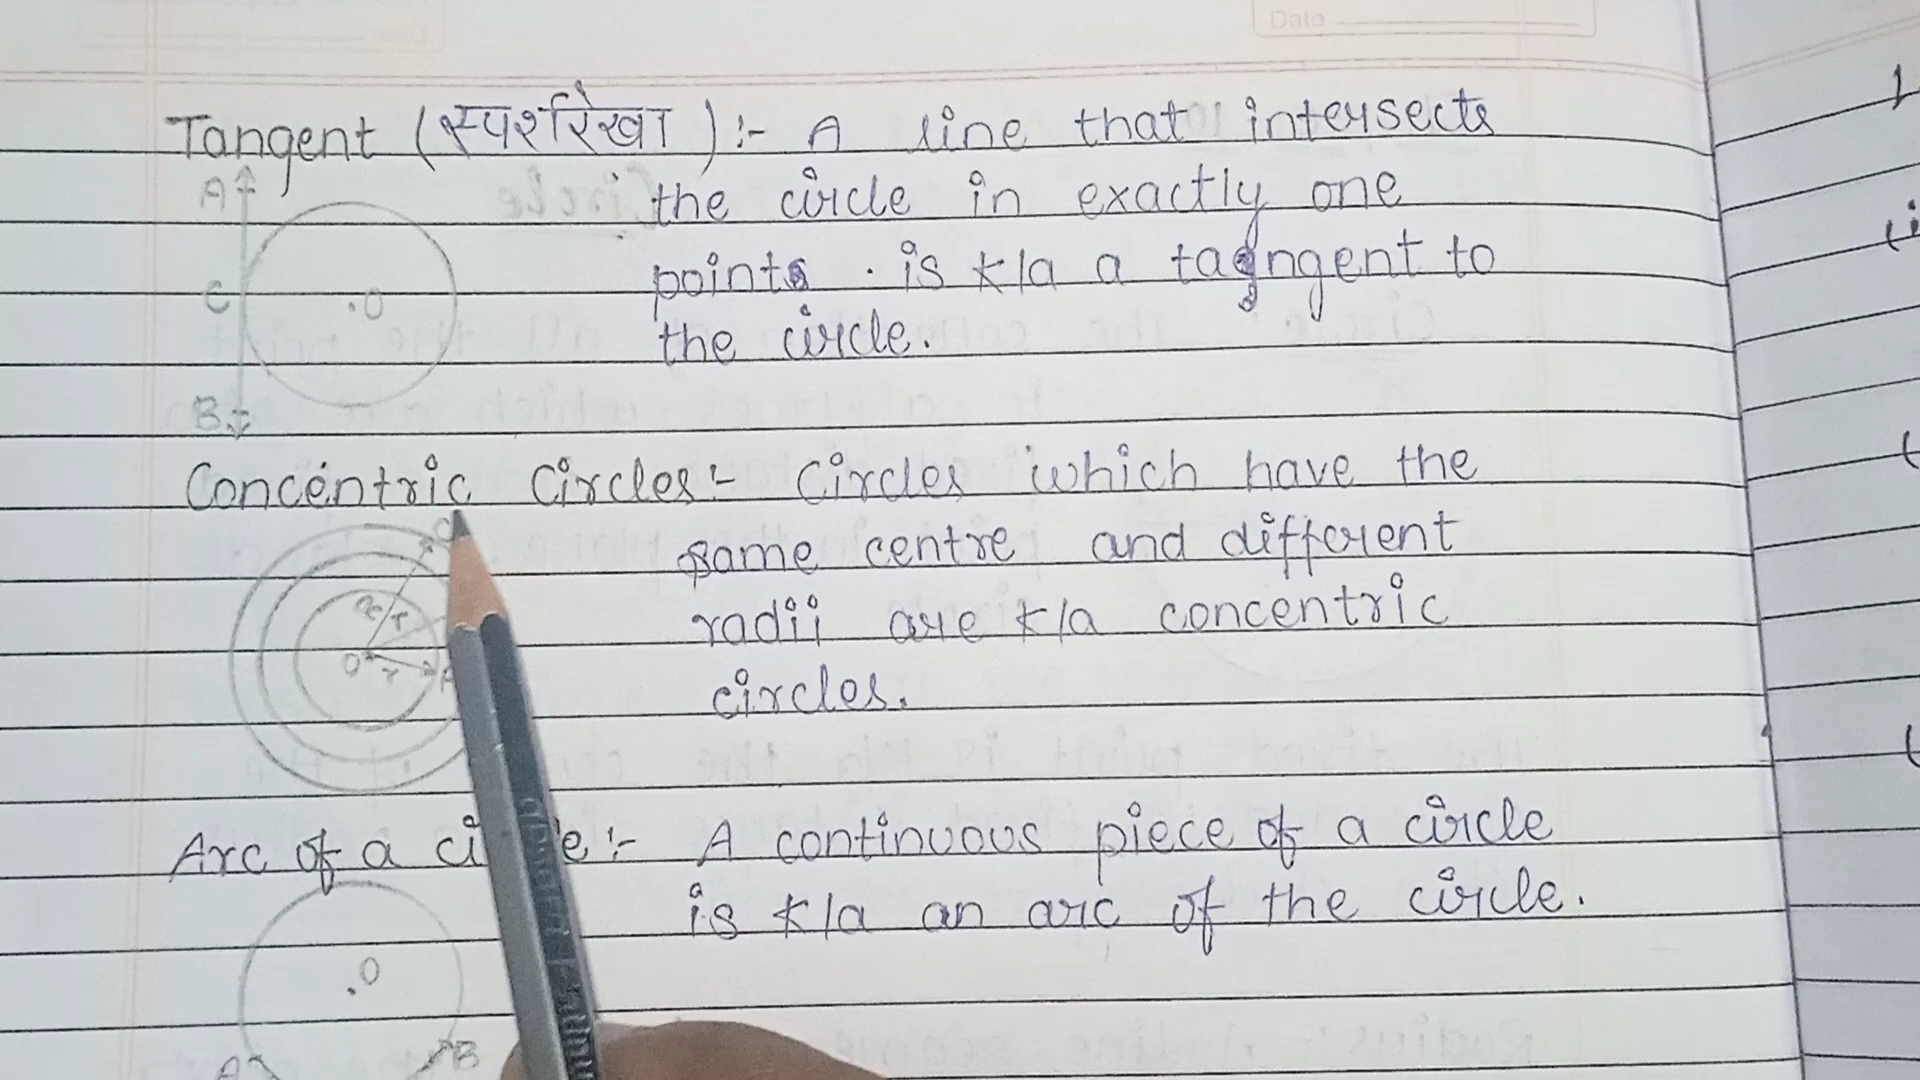 Date
Tangent (स्पर्शरेखा) :- A line that intersects
the circle in exactly one
points . is k/a a tangent to
the circle.
A
C
.O
B
Concentric Circles:- Circles which have the
same centre and different
radii are k/a concentric
circles.
O
r
Arc of a ci e:- A continuous piece of a circle
is k/a an arc of the circle.
.O
A
B